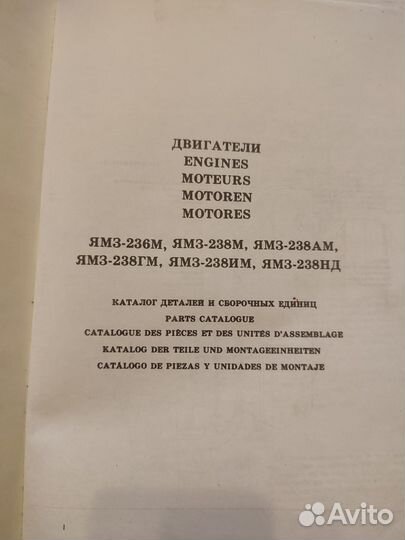 ДВИГАТЕЛИ
ENGINES
MOTEURS
MOTOREN
MOTORES
ЯМЗ-236М, ЯМЗ-238М, ЯМЗ-238АМ,
ЯМЗ-238ГМ, ЯМЗ-238ИМ, ЯМЗ-238НД
КАТАЛОГ ДЕТАЛЕЙ И СБОРОЧНЫХ ЕДИНИЦ
PARTS CATALOGUE
CATALOGUE DES PIÈCES ET DES UNITÉS D'ASSEMBLAGE
KATALOG DER TEILE UND MONTAGEEINHEITEN
CATÁLOGO DE PIEZAS Y UNIDADES DE MONTAJE
1
Avito